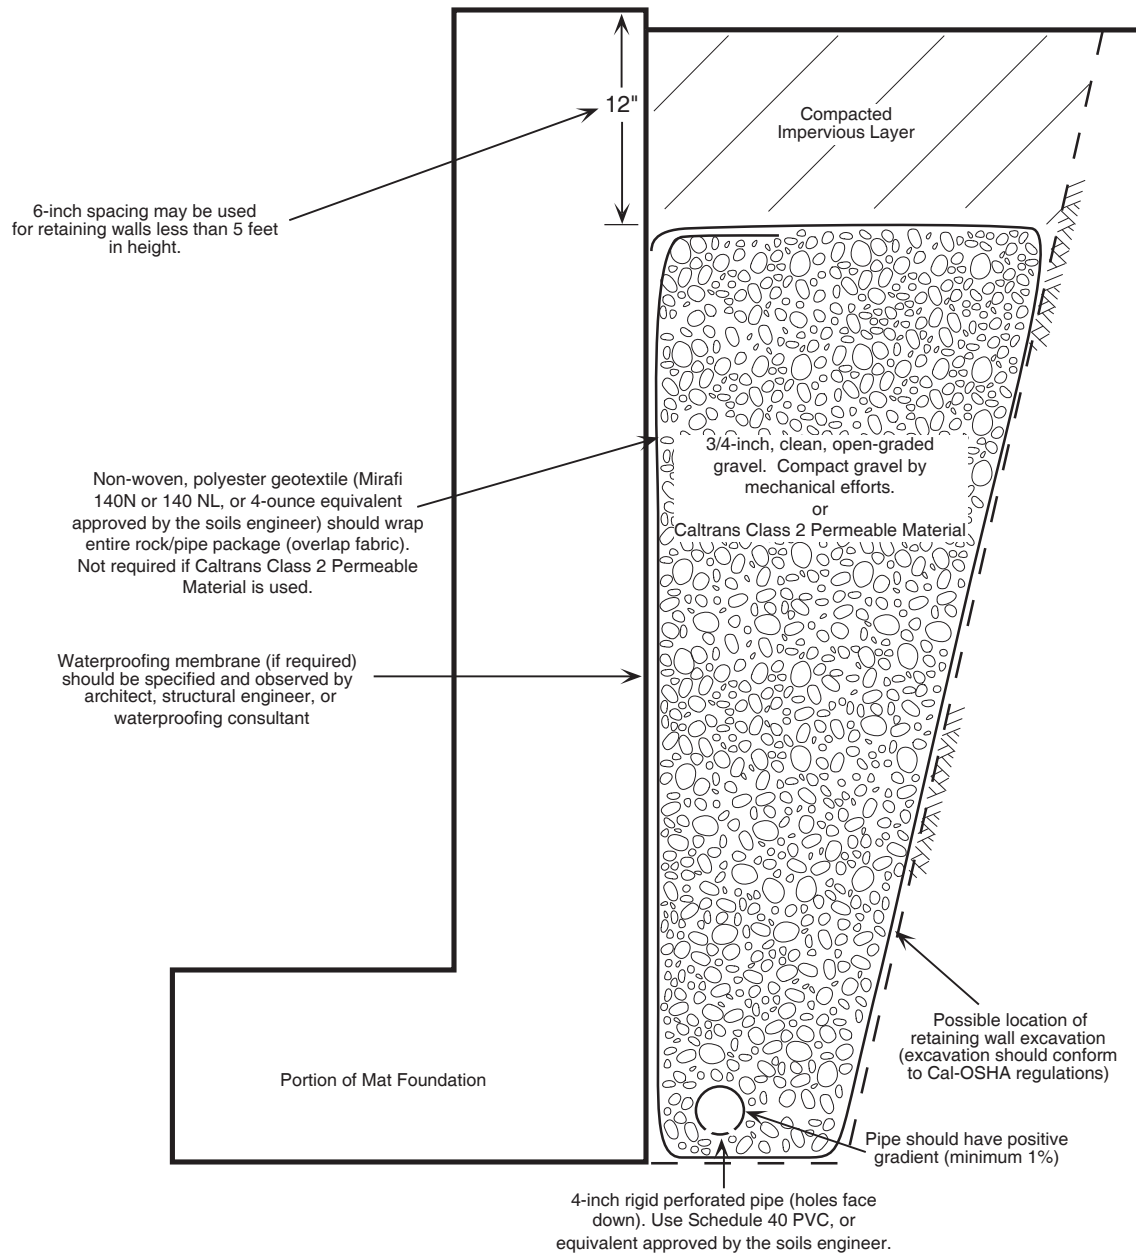 12"
Compacted
Impervious Layer
6-inch spacing may be used
for retaining walls less than 5 feet
in height.
3/4-inch, clean, open-graded
gravel. Compact gravel by
mechanical efforts.
or
Caltrans Class 2 Permeable Material
Non-woven, polyester geotextile (Mirafi
140N or 140 NL, or 4-ounce equivalent
approved by the soils engineer) should wrap
entire rock/pipe package (overlap fabric).
Not required if Caltrans Class 2 Permeable
Material is used.
Waterproofing membrane (if required)
should be specified and observed by
architect, structural engineer, or
waterproofing consultant
Possible location of
retaining wall excavation
(excavation should conform
to Cal-OSHA regulations)
Portion of Mat Foundation
Pipe should have positive
gradient (minimum 1%)
4-inch rigid perforated pipe (holes face
down). Use Schedule 40 PVC, or
equivalent approved by the soils engineer.